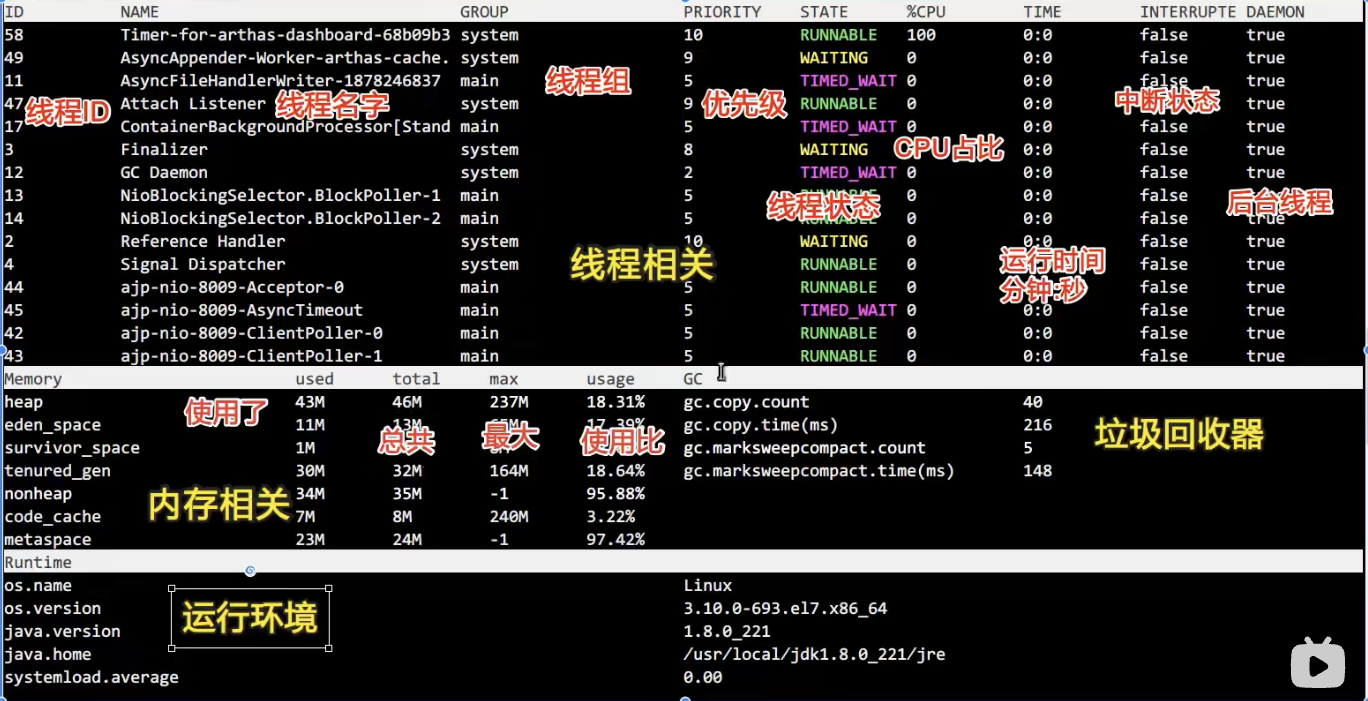 ID NAME GROUP PRIORITY STATE %CPU TIME INTERRUPTE DAEMON
58 Timer-for-arthas-dashboard-68b09b3 system 10 RUNNABLE 100 0:0 false true
49 AsyncAppender-Worker-arthas-cache. system 9 WAITING 0 0:0 false true
11 AsyncFileHandlerWriter-1878246837 main 5 TIMED_WAIT 0 0:0 false true
线程组
47 Attach Listener system 9 RUNNABLE 0 0:0 false true
线程ID 线程名字 优先级 中断状态
17 ContainerBackgroundProcessor[Stand main 5 TIMED_WAIT 0 0:0 false true
3 Finalizer system 8 WAITING 0 0:0 false true
CPU占比
12 GC Daemon system 2 TIMED_WAIT 0 0:0 false true
13 NioBlockingSelector.BlockPoller-1 main 5 RUNNABLE 0 0:0 false true
线程状态 后台线程
14 NioBlockingSelector.BlockPoller-2 main 5 RUNNABLE 0 0:0 false true
2 Reference Handler system 10 WAITING 0 0:0 false true
4 Signal Dispatcher system RUNNABLE 0 false true
线程相关 运行时间
44 ajp-nio-8009-Acceptor-0 main 5 RUNNABLE 0 false true
分钟:秒
45 ajp-nio-8009-AsyncTimeout main 5 TIMED_WAIT 0 0:0 false true
42 ajp-nio-8009-ClientPoller-0 main 5 RUNNABLE 0 0:0 false true
43 ajp-nio-8009-ClientPoller-1 main 5 RUNNABLE 0 0:0 false true
Memory used total max usage GC
heap 43M 46M 237M 18.31% gc.copy.count 40
使用了
eden_space 11M 13M 17.39% gc.copy.time(ms) 216
总共 最大 使用比 垃圾回收器
survivor_space 1M gc.marksweepcompact.count 5
tenured_gen 30M 32M 164M 18.64% gc.marksweepcompact.time(ms) 148
nonheap 34M 35M -1 95.88%
内存相关
code_cache 7M 8M 240M 3.22%
metaspace 23M 24M -1 97.42%
Runtime
os.name Linux
os.version 3.10.0-693.el7.x86_64
运行环境
java.version 1.8.0_221
java.home /usr/local/jdk1.8.0_221/jre
systemload.average 0.00